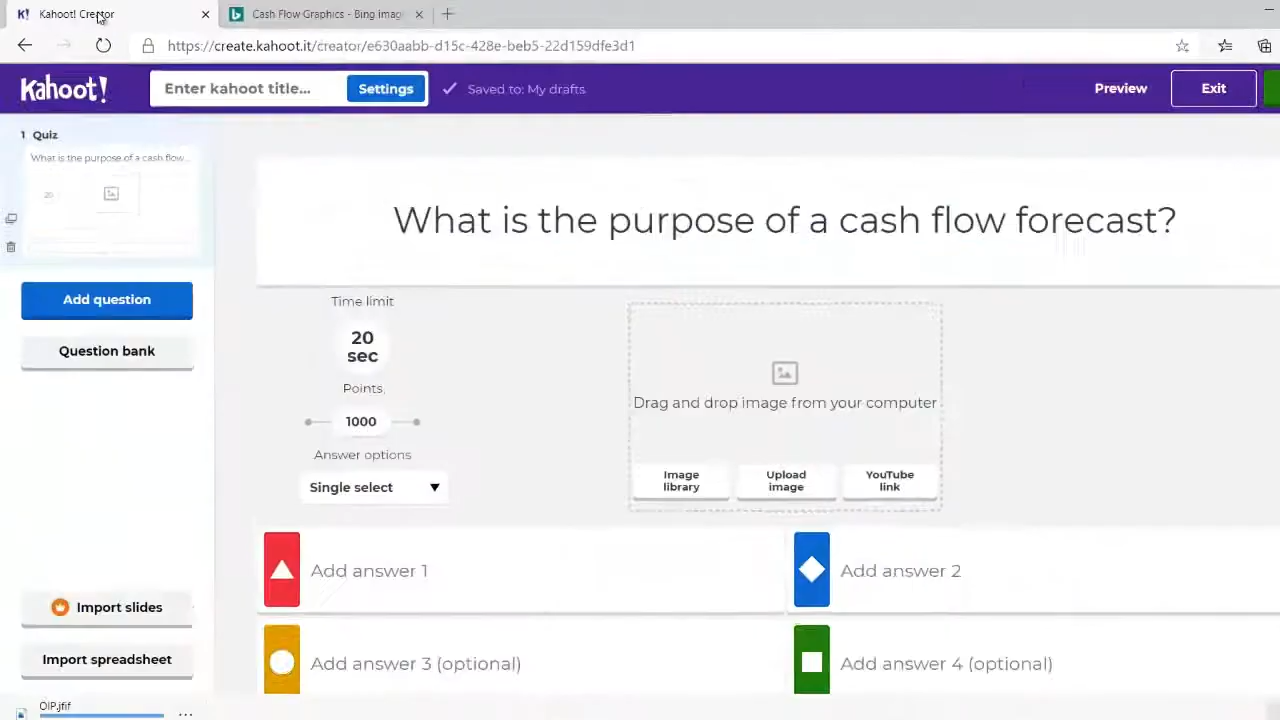 K! Kahoot! Creator
Cash Flow Graphics - Bing imag
https://create.kahoot.it/creator/e630aabb-d15c-428e-beb5-22d159dfe3d1
Kahoot!
Enter kahoot title...
Settings
Saved to: My drafts
Preview
Exit
1 Quiz
What is the purpose of a cash flow...
20
Add question
Question bank
Import slides
Import spreadsheet
What is the purpose of a cash flow forecast?
Time limit
20
sec
Points
1000
Answer options
Single select
Drag and drop image from your computer
Image
library
Upload
image
YouTube
link
Add answer 1
Add answer 2
Add answer 3 (optional)
Add answer 4 (optional)
OIP.jfif